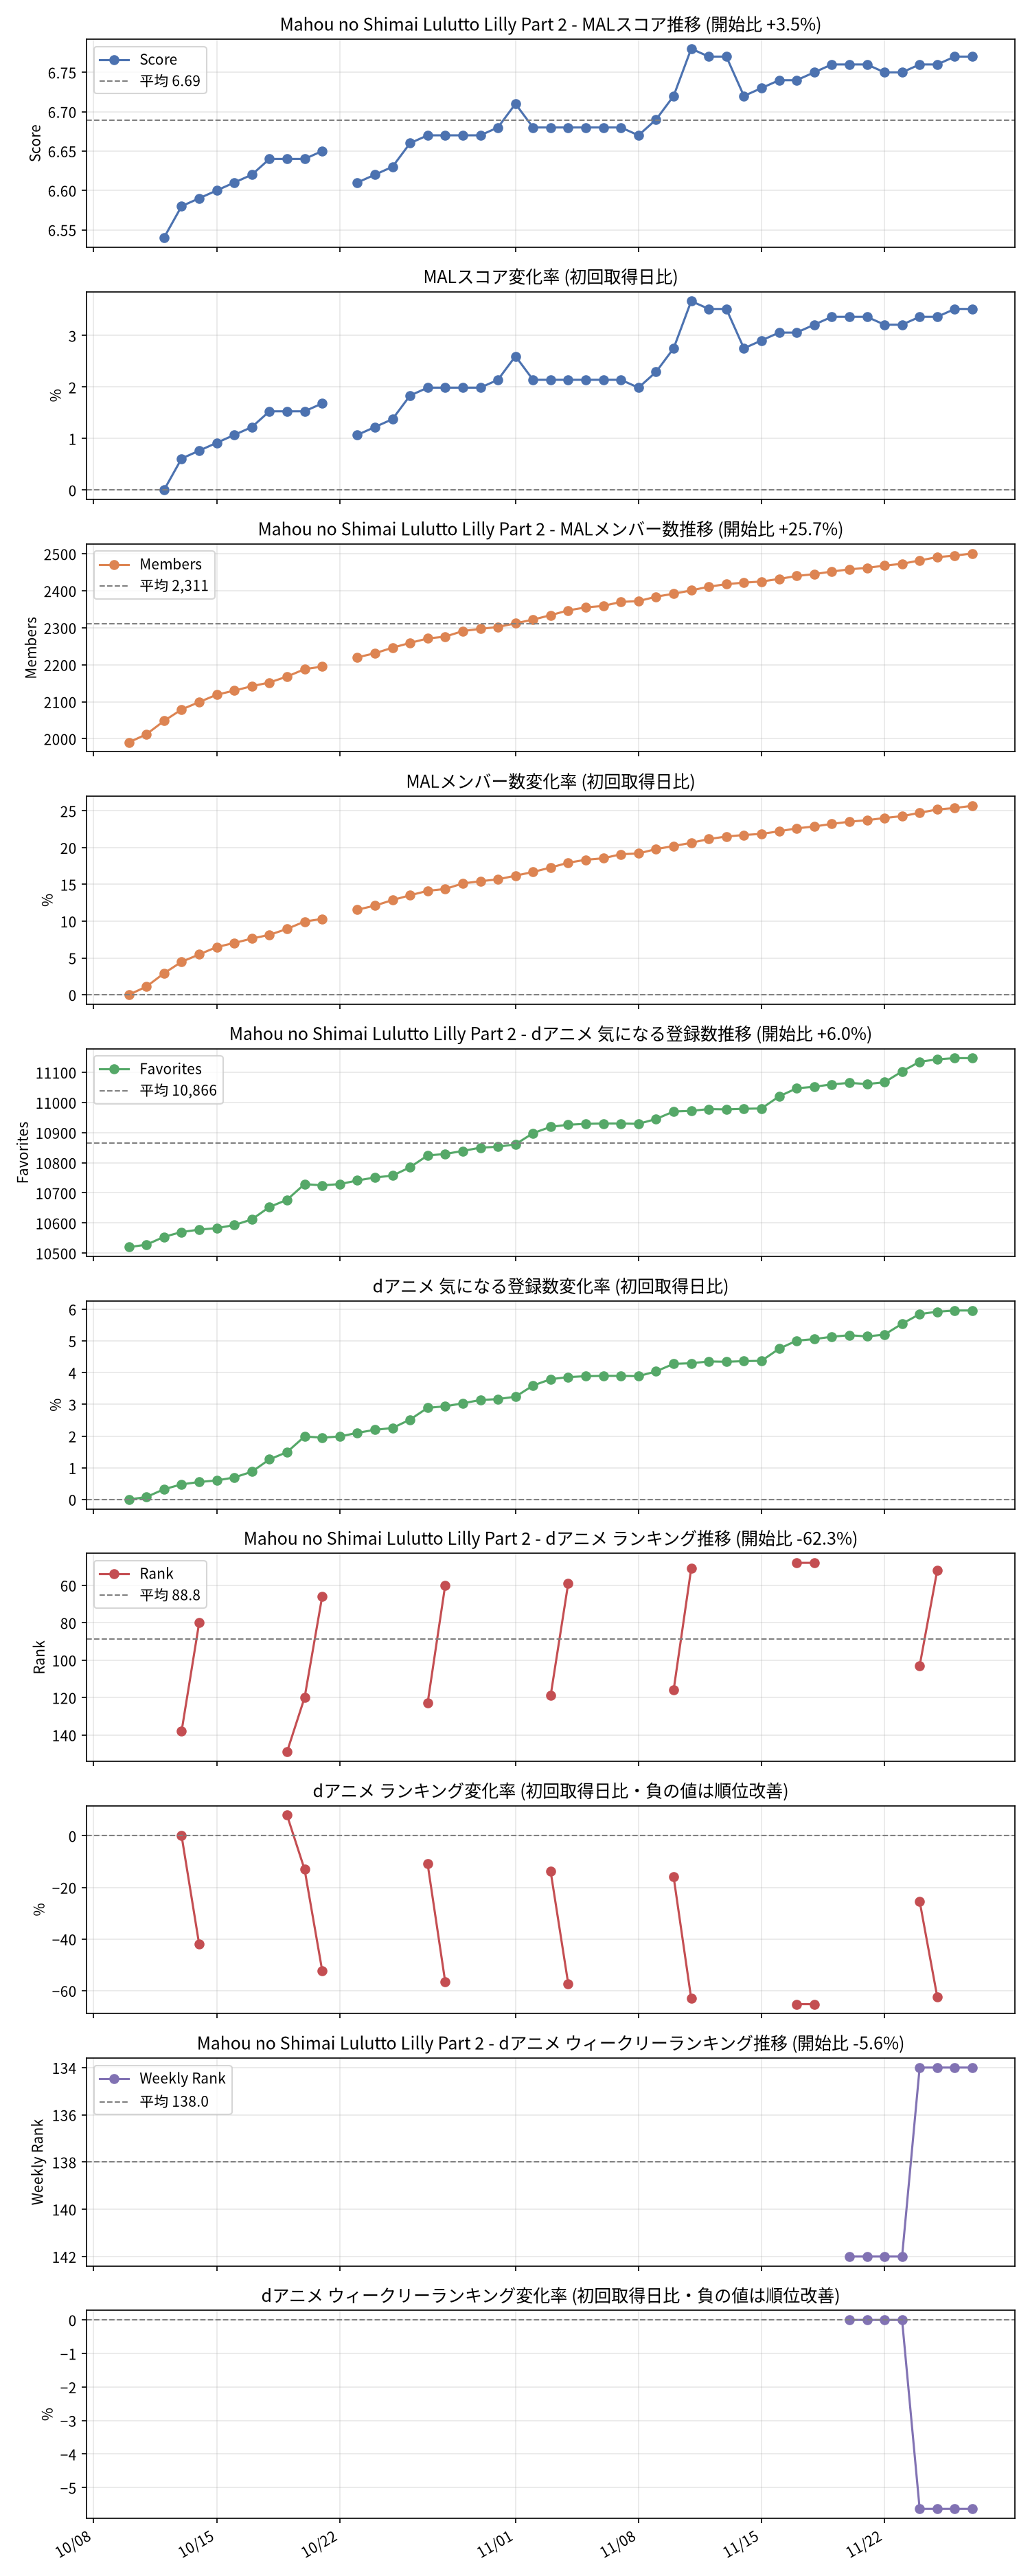 Mahou no Shimai Lulutto Lilly Part 2 - MALスコア推移 (開始比 +3.5%)
Score
平均 6.69
Score
6.75
6.70
6.65
6.60
6.55
MALスコア変化率 (初回取得日比)
%
3
2
1
0
Mahou no Shimai Lulutto Lilly Part 2 - MALメンバー数推移 (開始比 +25.7%)
Members
平均 2,311
Members
2500
2400
2300
2200
2100
2000
MALメンバー数変化率 (初回取得日比)
%
25
20
15
10
5
0
Mahou no Shimai Lulutto Lilly Part 2 - dアニメ 気になる登録数推移 (開始比 +6.0%)
Favorites
平均 10,866
Favorites
11100
11000
10900
10800
10700
10600
10500
dアニメ 気になる登録数変化率 (初回取得日比)
%
6
5
4
3
2
1
0
Mahou no Shimai Lulutto Lilly Part 2 - dアニメ ランキング推移 (開始比 -62.3%)
Rank
平均 88.8
Rank
60
80
100
120
140
dアニメ ランキング変化率 (初回取得日比・負の値は順位改善)
%
0
−20
−40
−60
Mahou no Shimai Lulutto Lilly Part 2 - dアニメ ウィークリーランキング推移 (開始比 -5.6%)
Weekly Rank
平均 138.0
Weekly Rank
134
136
138
140
142
dアニメ ウィークリーランキング変化率 (初回取得日比・負の値は順位改善)
%
0
−1
−2
−3
−4
−5
10/08
10/15
10/22
11/01
11/08
11/15
11/22